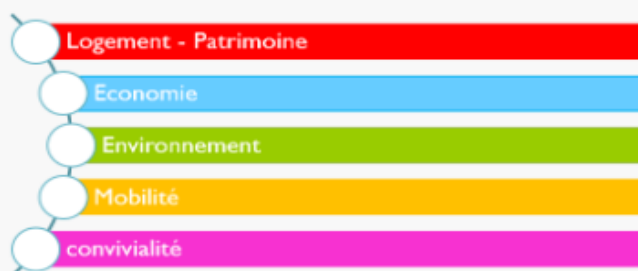 Logement - Patrimoine
Economie
Environnement
Mobilité
convivialité